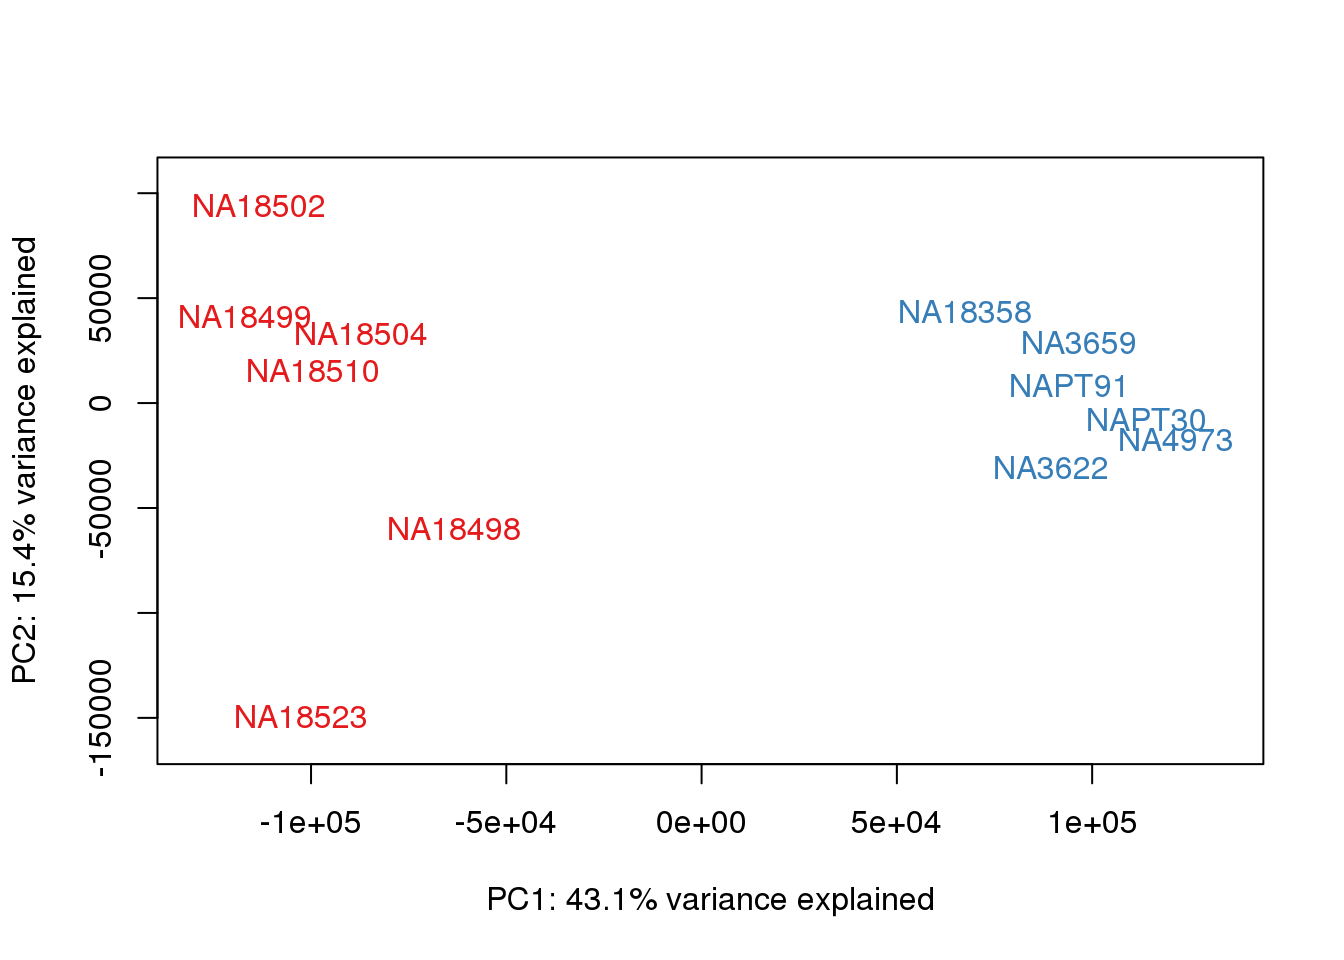 NA18502
NA18499
NA18504
NA18510
NA18498
NA18523
NA18358
NA3659
NAPT91
NAPT30
NA4973
NA3622
50000
0
-50000
-150000
PC2: 15.4% variance explained
-1e+05 -5e+04 0e+00 5e+04 1e+05
PC1: 43.1% variance explained